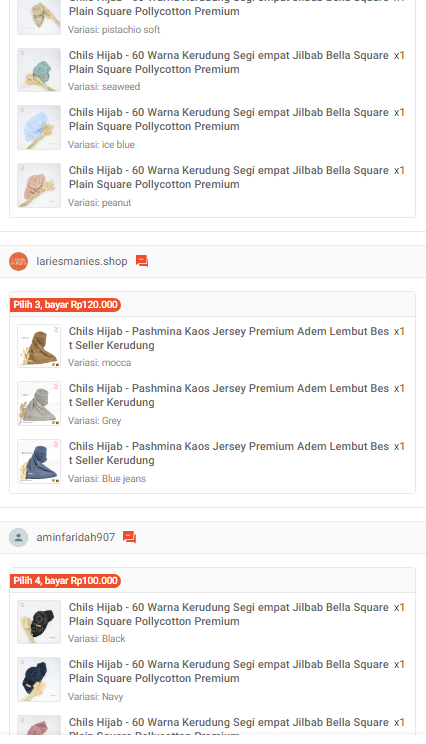 Chils Hijab - 60 Warna Kerudung Segi empat Jilbab Bella Square x1
Plain Square Pollycotton Premium
Variasi: pistachio soft
Chils Hijab - 60 Warna Kerudung Segi empat Jilbab Bella Square x1
Plain Square Pollycotton Premium
Variasi: seaweed
Chils Hijab - 60 Warna Kerudung Segi empat Jilbab Bella Square x1
Plain Square Pollycotton Premium
Variasi: ice blue
Chils Hijab - 60 Warna Kerudung Segi empat Jilbab Bella Square x1
Plain Square Pollycotton Premium
Variasi: peanut
lariesmanies.shop
Pilih 3, bayar Rp120.000
Chils Hijab - Pashmina Kaos Jersey Premium Adem Lembut Bes x1
t Seller Kerudung
Variasi: mocca
Chils Hijab - Pashmina Kaos Jersey Premium Adem Lembut Bes x1
t Seller Kerudung
Variasi: Grey
Chils Hijab - Pashmina Kaos Jersey Premium Adem Lembut Bes x1
t Seller Kerudung
Variasi: Blue jeans
aminfaridah907
Pilih 4, bayar Rp100.000
Chils Hijab - 60 Warna Kerudung Segi empat Jilbab Bella Square x1
Plain Square Pollycotton Premium
Variasi: Black
Chils Hijab - 60 Warna Kerudung Segi empat Jilbab Bella Square x1
Plain Square Pollycotton Premium
Variasi: Navy
Chils Hijab - 60 Warna Kerudung Segi empat Jilbab Bella Square x1
Plain Square Pollycotton Premium